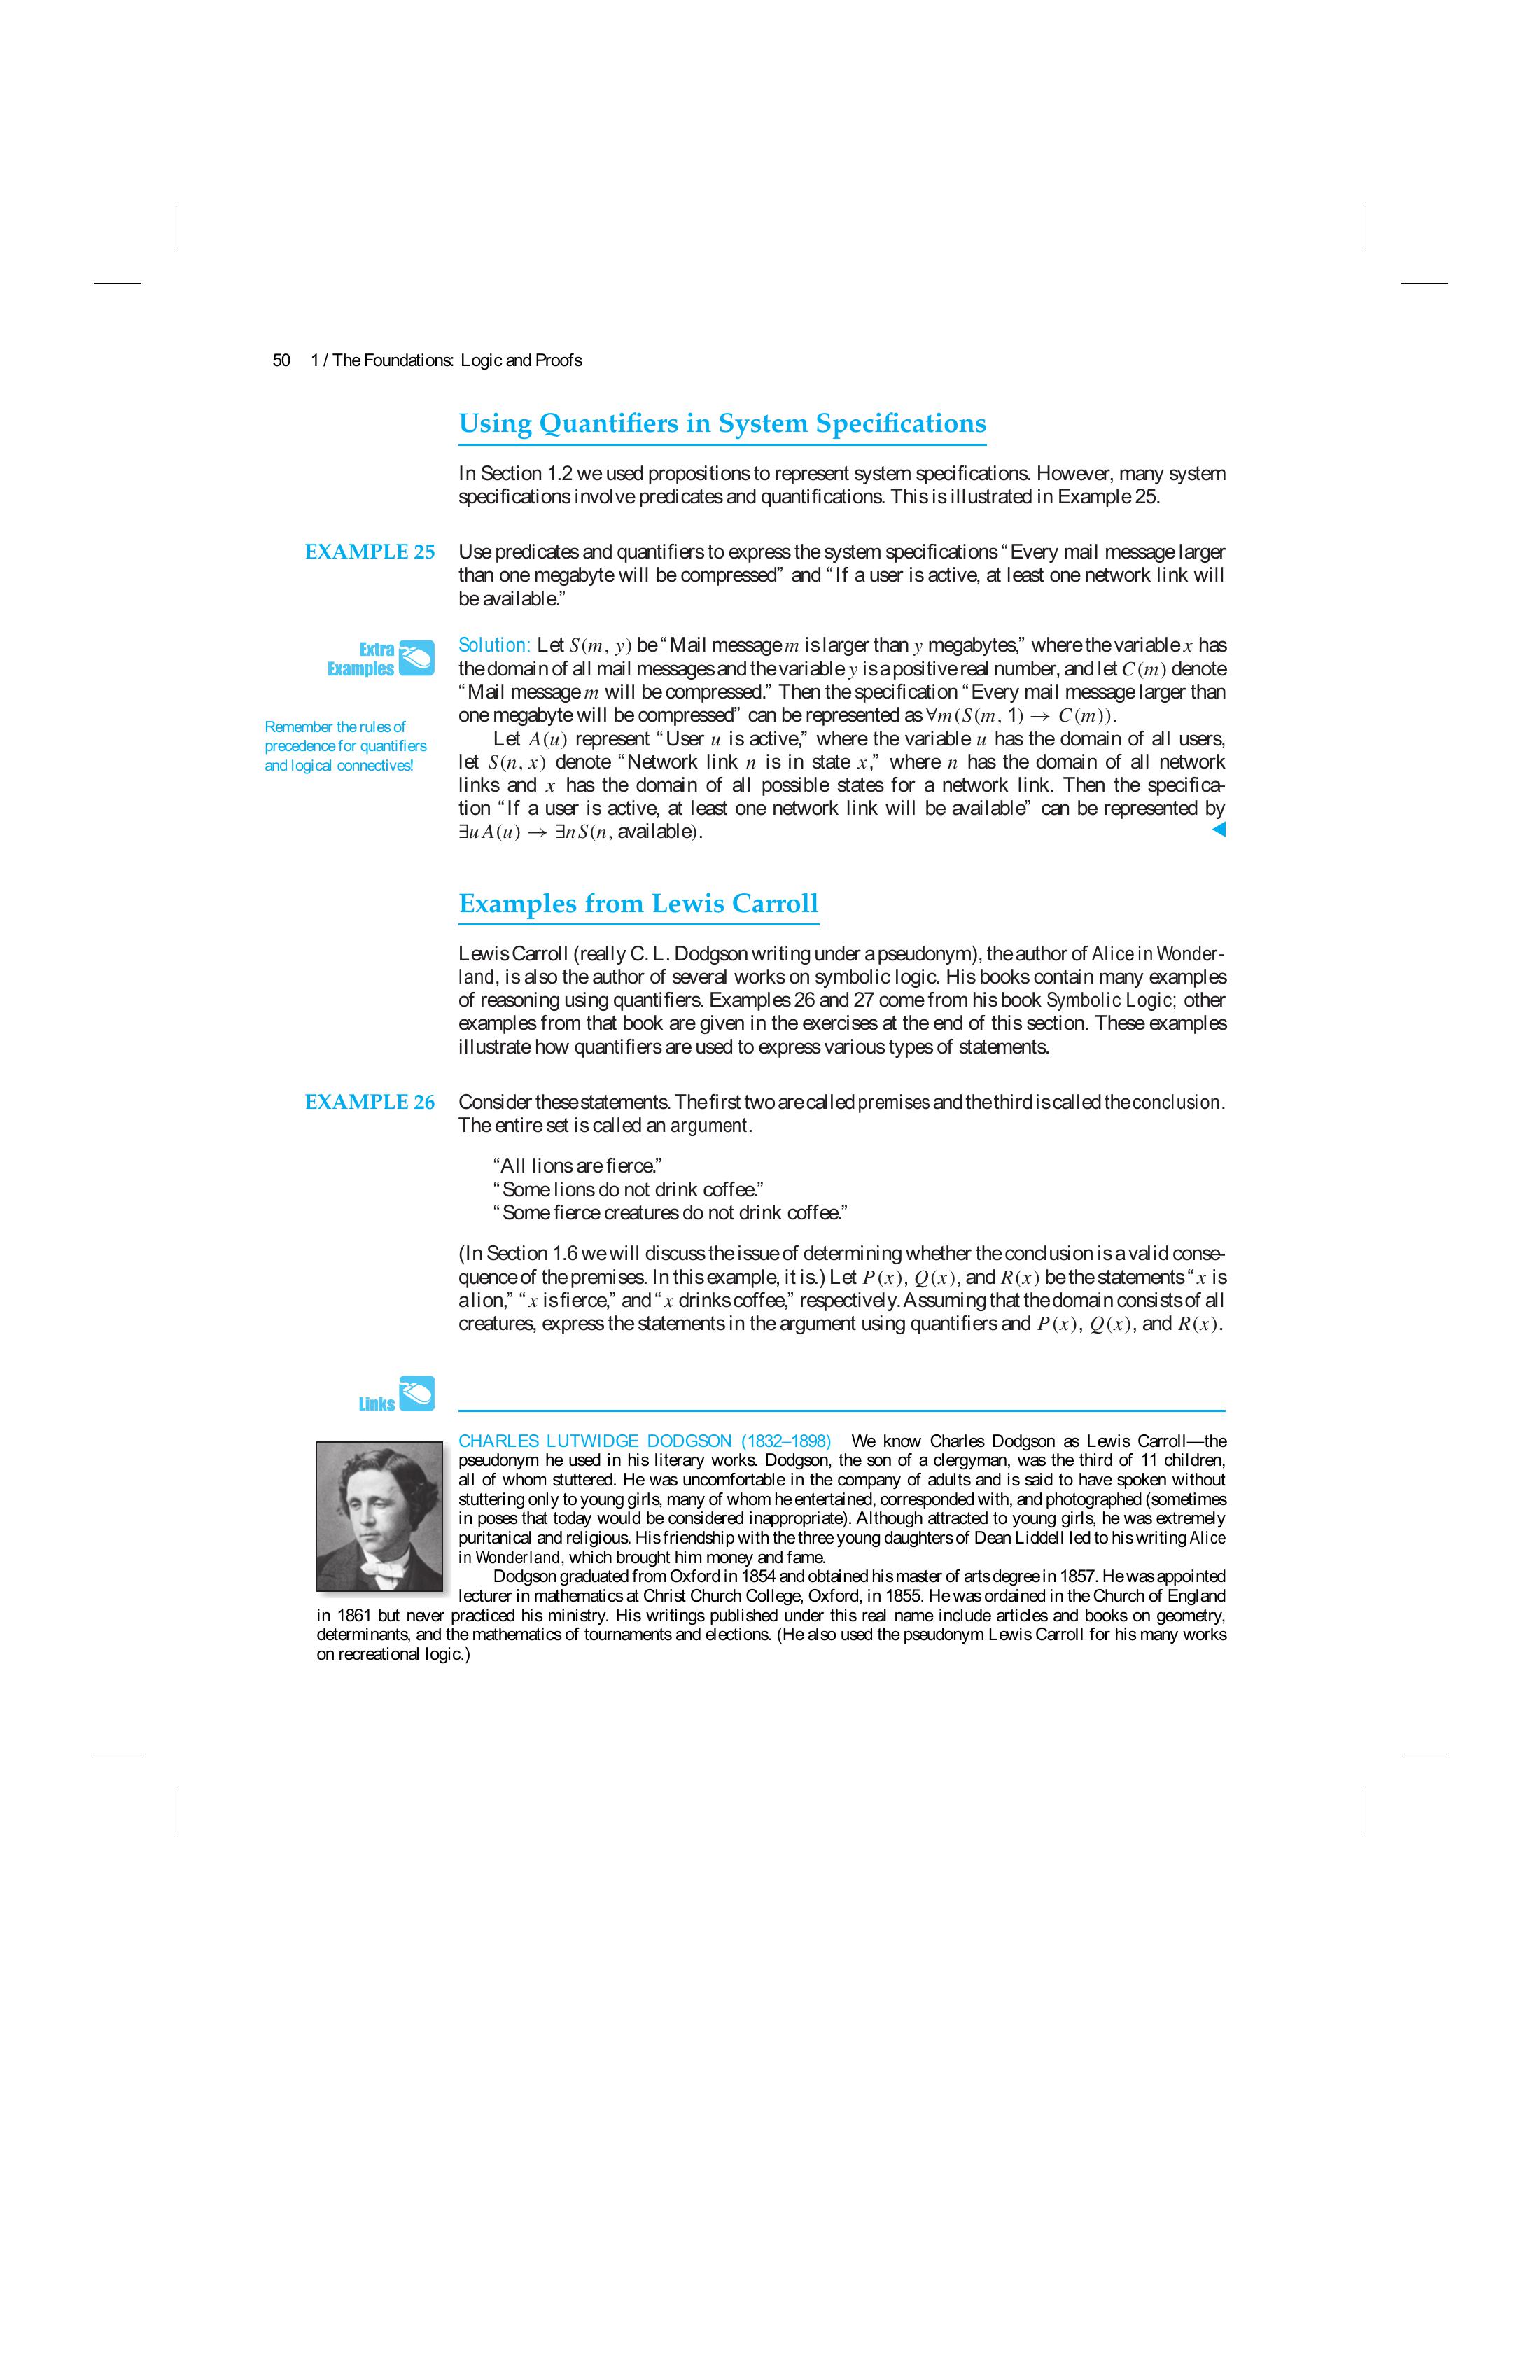 50 1 / The Foundations: Logic and Proofs
Using Quantifiers in System Specifications
In Section 1.2 we used propositions to represent system specifications. However, many system
specifications involve predicates and quantifications. This is illustrated in Example 25.
EXAMPLE 25 Use predicates and quantifiers to express the system specifications “Every mail message larger
than one megabyte will be compressed” and “If a user is active, at least one network link will
be available.”
Extra
Examples
Solution: Let S(m, y) be “Mail message m is larger than y megabytes,” where the variable x has
the domain of all mail messages and the variable y is a positive real number, and let C(m) denote
“Mail message m will be compressed.” Then the specification “Every mail message larger than
one megabyte will be compressed” can be represented as ∀m(S(m, 1) → C(m)).
Remember the rules of
precedence for quantifiers
and logical connectives!
Let A(u) represent “User u is active,” where the variable u has the domain of all users,
let S(n, x) denote “Network link n is in state x,” where n has the domain of all network
links and x has the domain of all possible states for a network link. Then the specifica-
tion “If a user is active, at least one network link will be available” can be represented by
∃uA(u) → ∃nS(n, available).
Examples from Lewis Carroll
Lewis Carroll (really C. L. Dodgson writing under a pseudonym), the author of Alice in Wonder-
land, is also the author of several works on symbolic logic. His books contain many examples
of reasoning using quantifiers. Examples 26 and 27 come from his book Symbolic Logic; other
examples from that book are given in the exercises at the end of this section. These examples
illustrate how quantifiers are used to express various types of statements.
EXAMPLE 26 Consider these statements. The first two are called premises and the third is called the conclusion.
The entire set is called an argument.
“All lions are fierce.”
“Some lions do not drink coffee.”
“Some fierce creatures do not drink coffee.”
(In Section 1.6 we will discuss the issue of determining whether the conclusion is a valid conse-
quence of the premises. In this example, it is.) Let P(x), Q(x), and R(x) be the statements “x is
a lion,” “x is fierce,” and “x drinks coffee,” respectively. Assuming that the domain consists of all
creatures, express the statements in the argument using quantifiers and P(x), Q(x), and R(x).
Links
CHARLES LUTWIDGE DODGSON (1832–1898) We know Charles Dodgson as Lewis Carroll—the
pseudonym he used in his literary works. Dodgson, the son of a clergyman, was the third of 11 children,
all of whom stuttered. He was uncomfortable in the company of adults and is said to have spoken without
stuttering only to young girls, many of whom he entertained, corresponded with, and photographed (sometimes
in poses that today would be considered inappropriate). Although attracted to young girls, he was extremely
puritanical and religious. His friendship with the three young daughters of Dean Liddell led to his writing Alice
in Wonderland, which brought him money and fame.
Dodgson graduated from Oxford in 1854 and obtained his master of arts degree in 1857. He was appointed
lecturer in mathematics at Christ Church College, Oxford, in 1855. He was ordained in the Church of England
in 1861 but never practiced his ministry. His writings published under this real name include articles and books on geometry,
determinants, and the mathematics of tournaments and elections. (He also used the pseudonym Lewis Carroll for his many works
on recreational logic.)